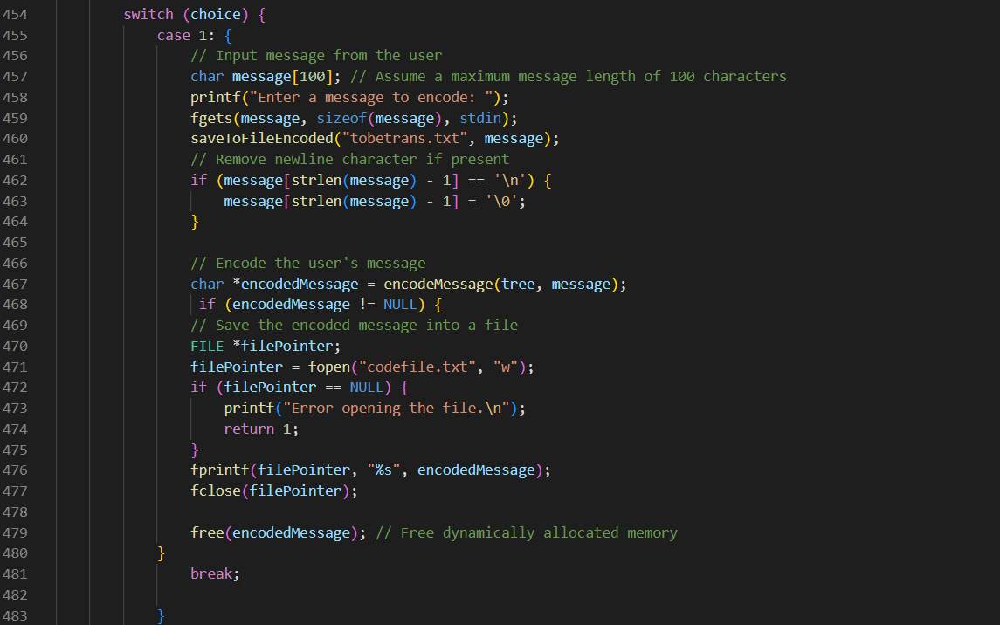 454 switch (choice) {
455 case 1: {
456 // Input message from the user
457 char message[100]; // Assume a maximum message length of 100 characters
458 printf("Enter a message to encode: ");
459 fgets(message, sizeof(message), stdin);
460 saveToFileEncoded("tobetrans.txt", message);
461 // Remove newline character if present
462 if (message[strlen(message) - 1] == '\n') {
463 message[strlen(message) - 1] = '\0';
464 }
465
466 // Encode the user's message
467 char *encodedMessage = encodeMessage(tree, message);
468 if (encodedMessage != NULL) {
469 // Save the encoded message into a file
470 FILE *filePointer;
471 filePointer = fopen("codefile.txt", "w");
472 if (filePointer == NULL) {
473 printf("Error opening the file.\n");
474 return 1;
475 }
476 fprintf(filePointer, "%s", encodedMessage);
477 fclose(filePointer);
478
479 free(encodedMessage); // Free dynamically allocated memory
480 }
481 break;
482
483 }